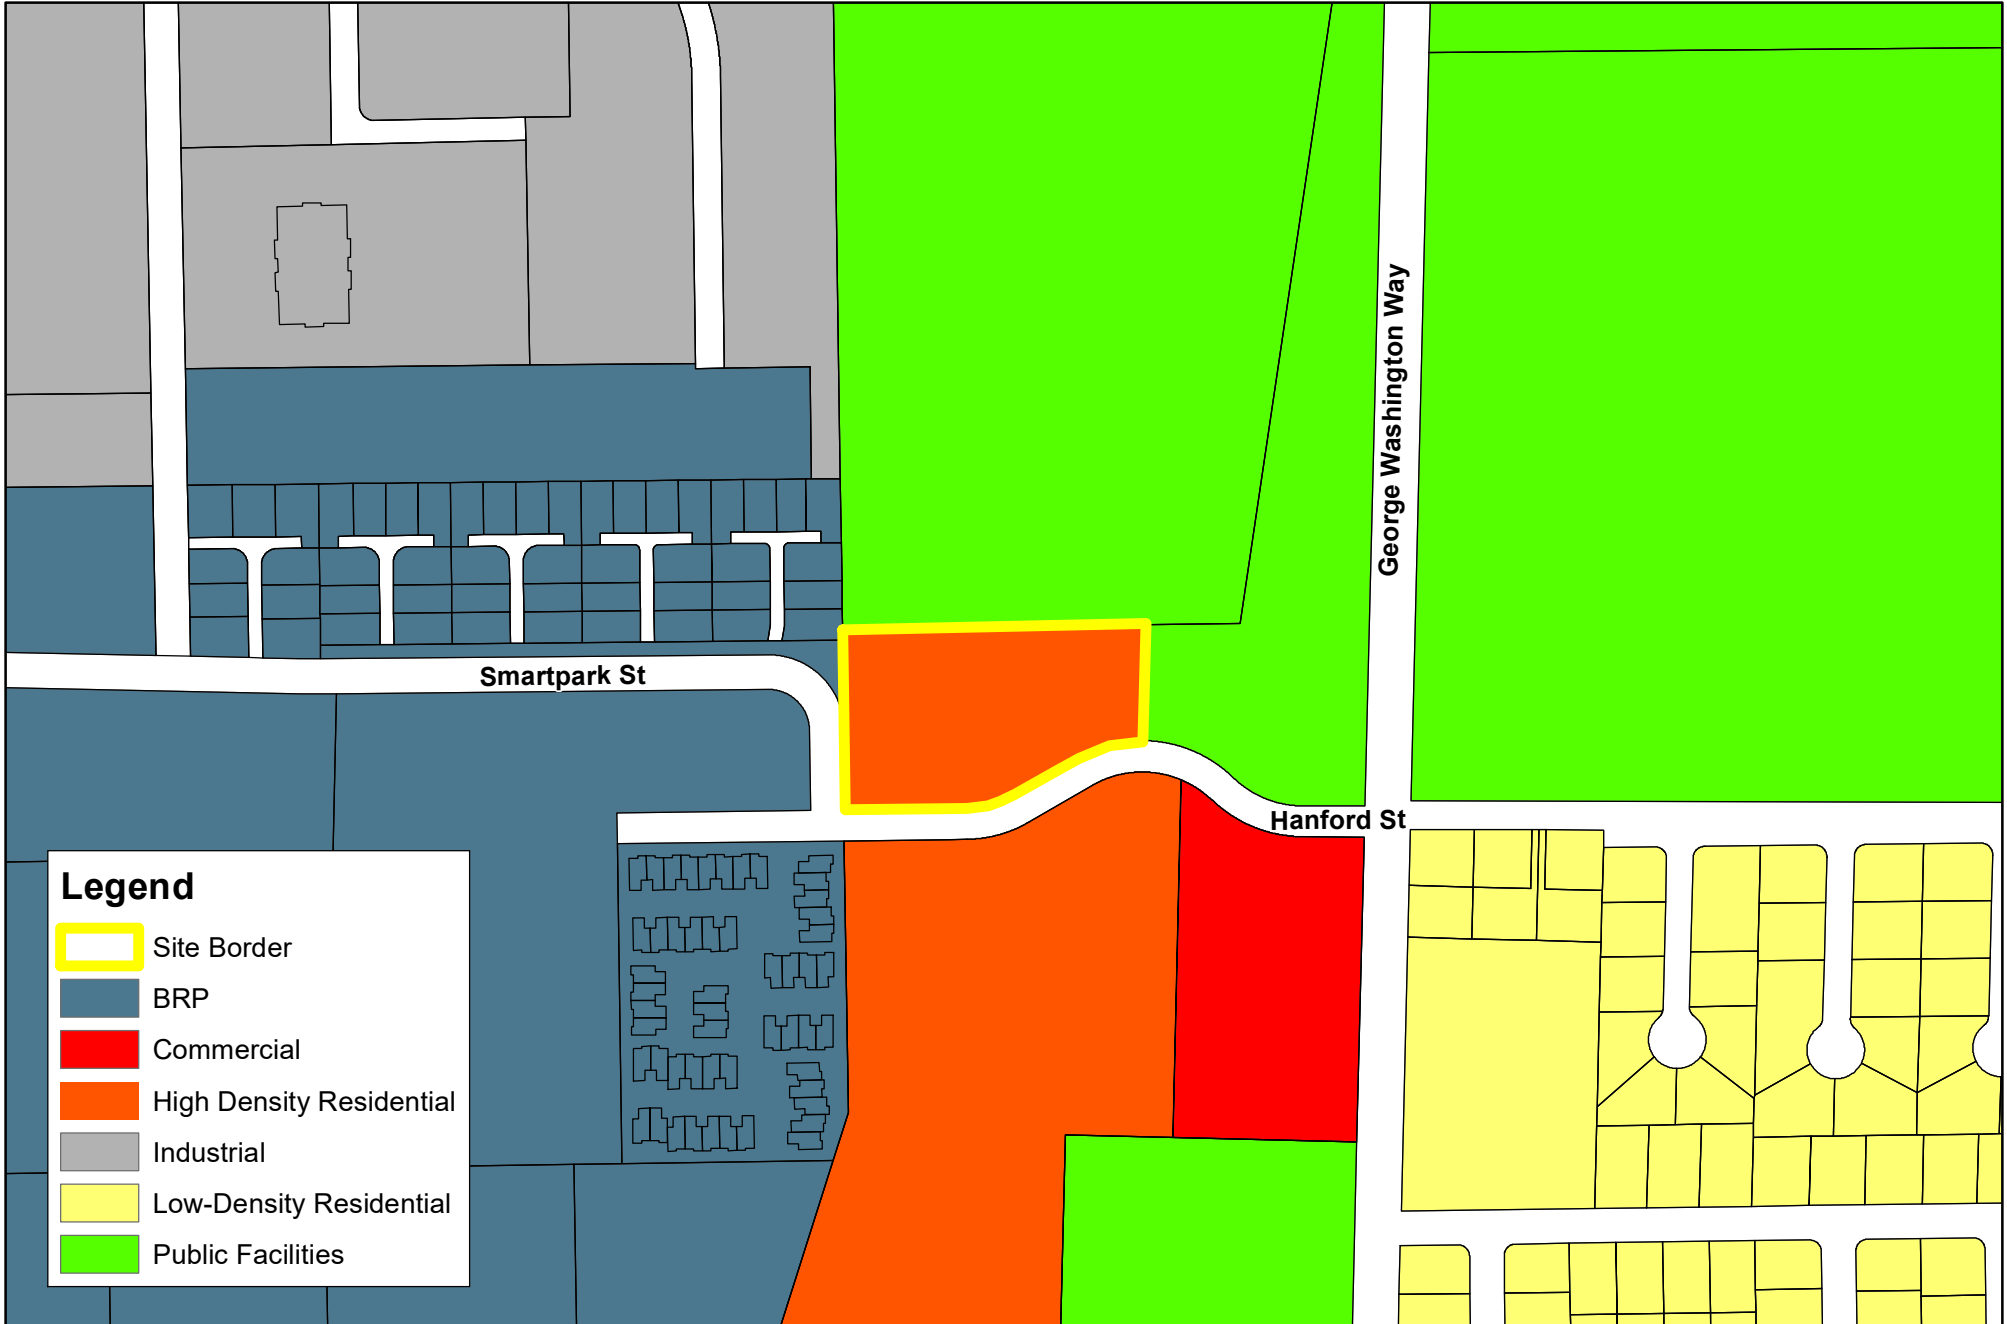 George Washington Way
Smartpark St
Hanford St
Legend
Site Border
BRP
Commercial
High Density Residential
Industrial
Low-Density Residential
Public Facilities